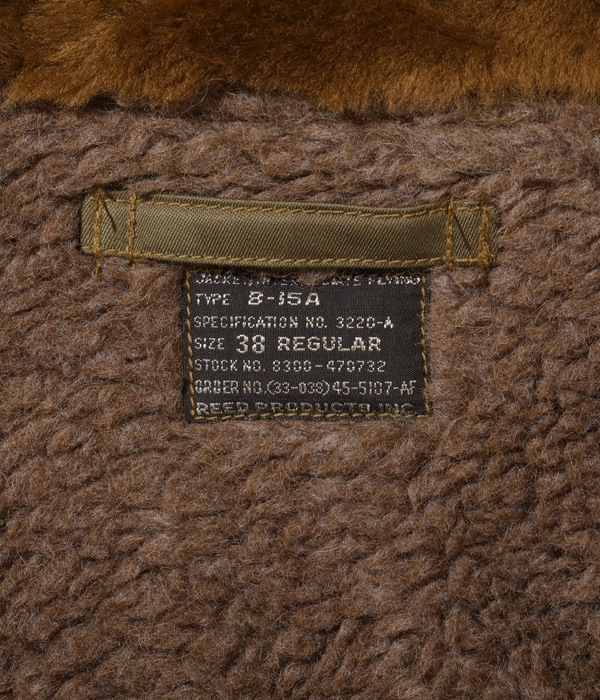 JACKET, INTERMEDIATE FLYING
TYPE B-15A
SPECIFICATION NO. 3220-A
SIZE 38 REGULAR
STOCK NO. 8300-470732
ORDER NO.(33-038)45-5107-AF
REED PRODUCTS, INC.